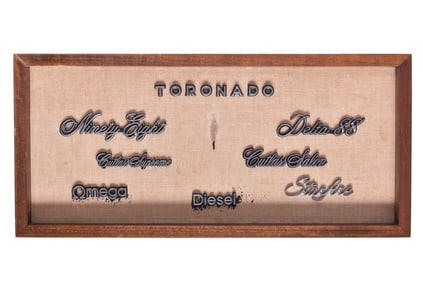 TORONADO
Ninety-Eight Delta 88
Cutlass Supreme Cutlass Salon
Omega Diesel Starfire